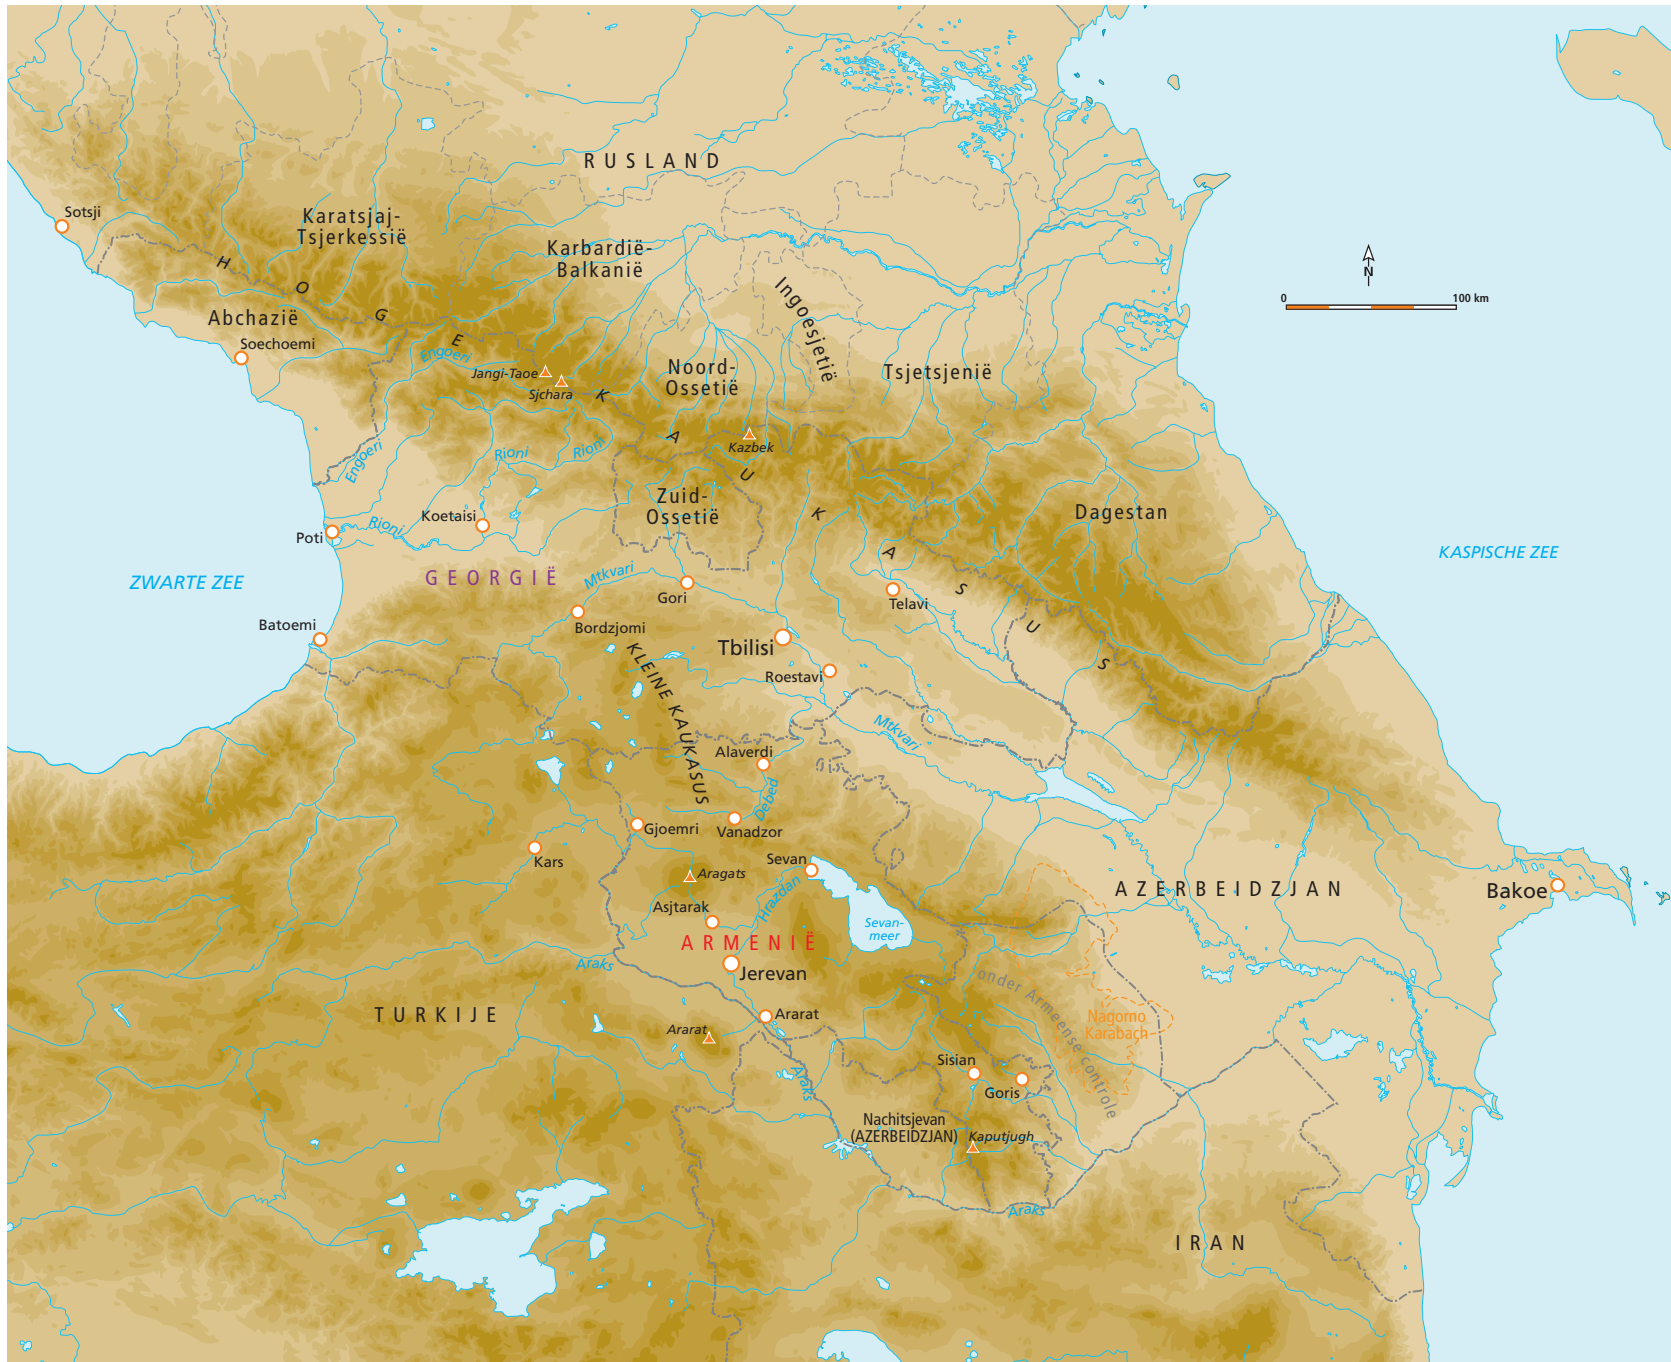 RUSLAND
Sotsji
Karatsjaj-
Tsjerkessië
Karbardië-
Balkanië
Ingoesjetië
N
0
100 km
HOGE KAUKASUS
Abchazië
Soechoemi
Engoeri
Jangi-Taoe
Sjchara
Noord-
Ossetië
Tsjetsjenië
Kazbek
Engoeri
Rioni
Rioni
Zuid-
Ossetië
Dagestan
Koetaisi
Rioni
Poti
KASPISCHE ZEE
ZWARTE ZEE
GEORGIË
Mtkvari
Gori
Telavi
Batoemi
Bordzjomi
Tbilisi
Roestavi
KLEINE KAUKASUS
Mtkvari
Alaverdi
Debed
Gjoemri
Vanadzor
Kars
Sevan
Aragats
Hrazdan
AZERBEIDZJAN
Bakoe
Asjtarak
Sevan-
meer
ARMENIË
Araks
Jerevan
onder Armeense controle
TURKIJE
Ararat
Ararat
Nagorno
Karabach
Sisian
Goris
Araks
Nachitsjevan
(AZERBEIDZJAN)
Kaputjugh
Araks
IRAN